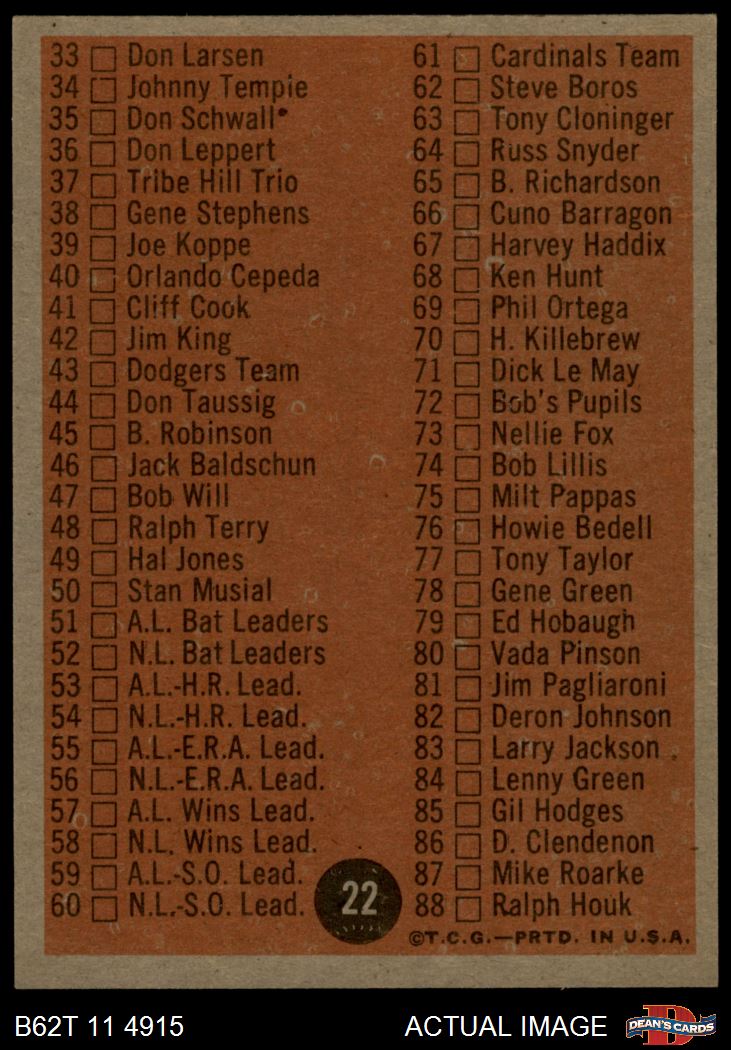 33 Don Larsen
34 Johnny Tempie
35 Don Schwall*
36 Don Leppert
37 Tribe Hill Trio
38 Gene Stephens
39 Joe Koppe
40 Orlando Cepeda
41 Cliff Cook
42 Jim King
43 Dodgers Team
44 Don Taussig
45 B. Robinson
46 Jack Baldschun
47 Bob Will
48 Ralph Terry
49 Hal Jones
50 Stan Musial
51 A.L. Bat Leaders
52 N.L. Bat Leaders
53 A.L.-H.R. Lead.
54 N.L.-H.R. Lead.
55 A.L.-E.R.A. Lead.
56 N.L.-E.R.A. Lead.
57 A.L. Wins Lead.
58 N.L. Wins Lead.
59 A.L.-S.O. Lead.
60 N.L.-S.O. Lead.
61 Cardinals Team
62 Steve Boros
63 Tony Cloninger
64 Russ Snyder
65 B. Richardson
66 Cuno Barragon
67 Harvey Haddix
68 Ken Hunt
69 Phil Ortega
70 H. Killebrew
71 Dick Le May
72 Bob's Pupils
73 Nellie Fox
74 Bob Lillis
75 Milt Pappas
76 Howie Bedell
77 Tony Taylor
78 Gene Green
79 Ed Hobaugh
80 Vada Pinson
81 Jim Pagliaroni
82 Deron Johnson
83 Larry Jackson
84 Lenny Green
85 Gil Hodges
86 D. Clendenon
87 Mike Roarke
88 Ralph Houk
22
©T.C.G.—PRTD. IN U.S.A.
B62T 11 4915
ACTUAL IMAGE
D
DEAN'S CARDS